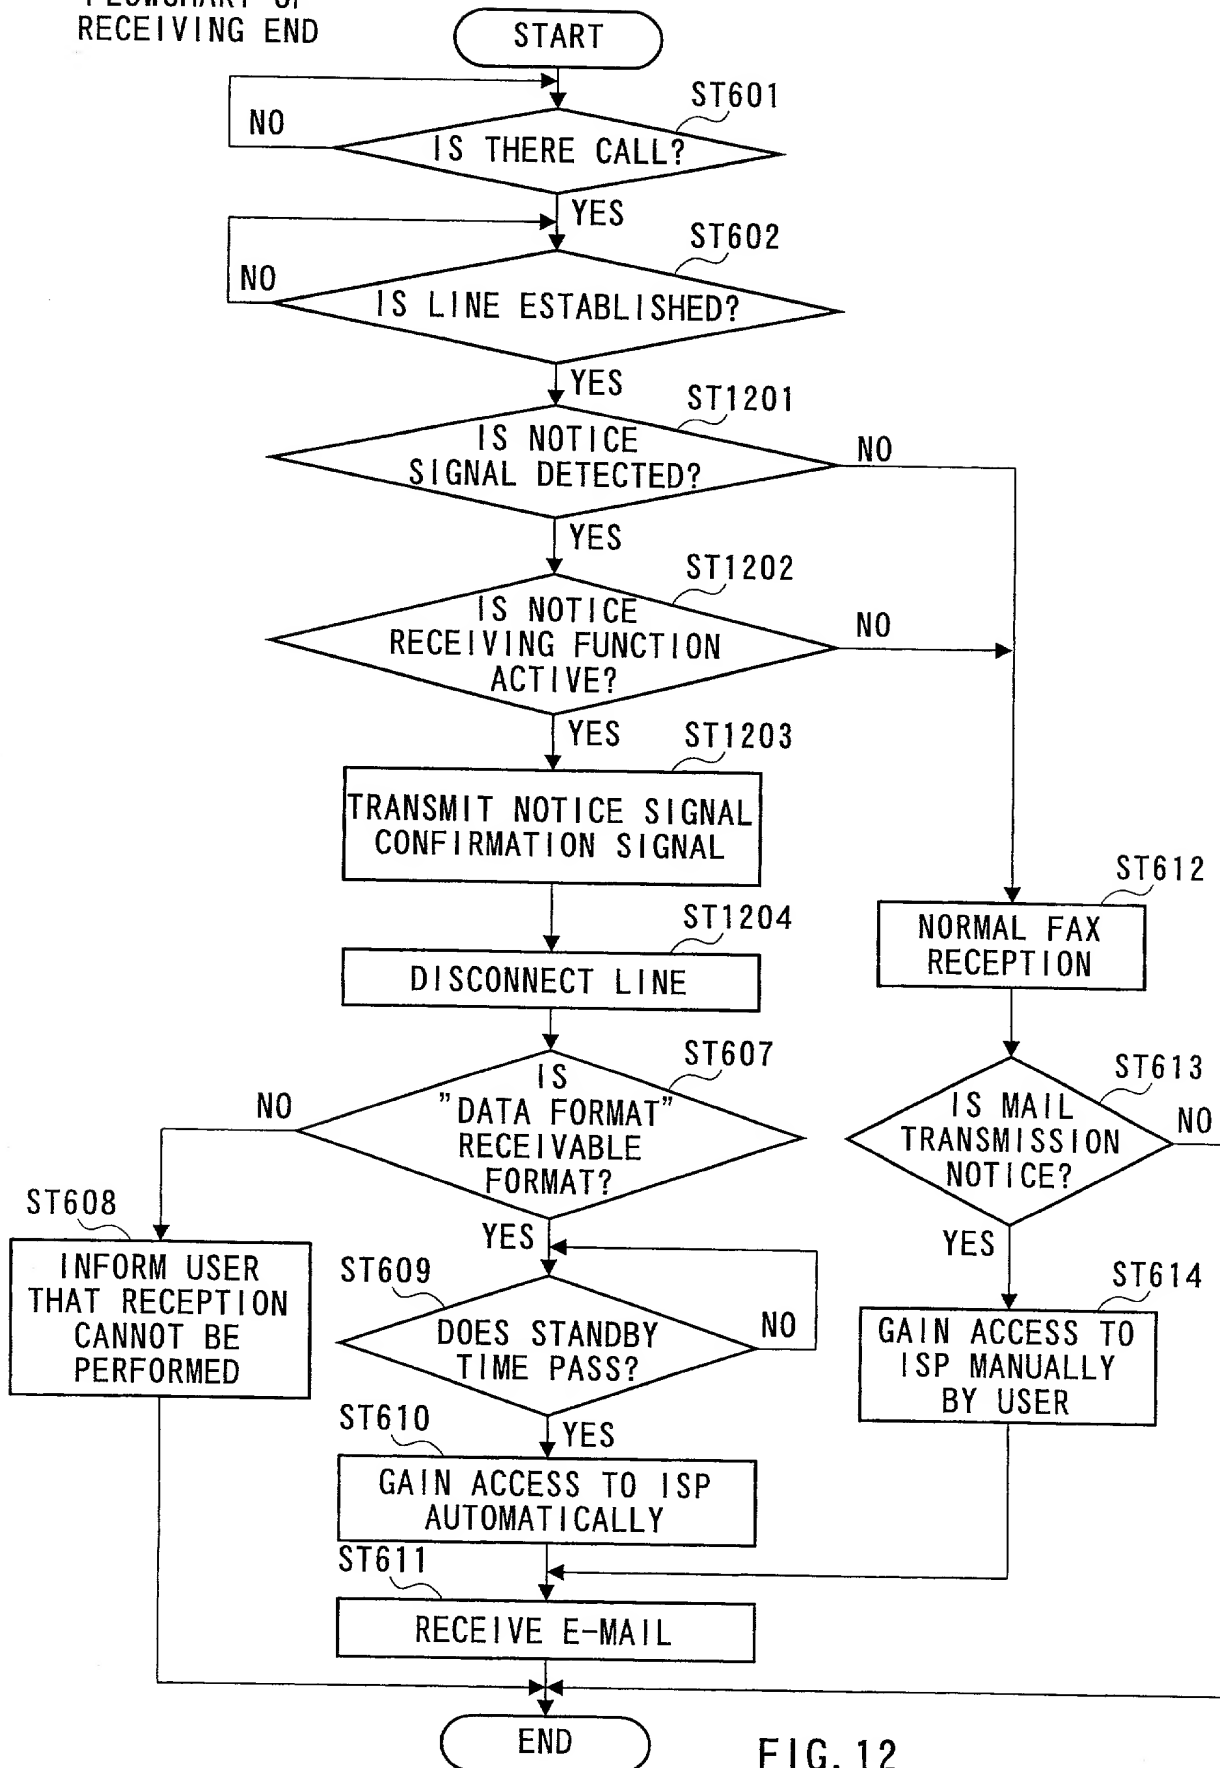 FLOWCHART OF
RECEIVING END
START
ST601
NO
IS THERE CALL?
YES
ST602
NO
IS LINE ESTABLISHED?
YES
ST1201
IS NOTICE
SIGNAL DETECTED?
NO
YES
ST1202
IS NOTICE
RECEIVING FUNCTION
ACTIVE?
NO
YES
ST1203
TRANSMIT NOTICE SIGNAL
CONFIRMATION SIGNAL
ST1204
DISCONNECT LINE
ST612
NORMAL FAX
RECEPTION
ST607
IS
"DATA FORMAT"
RECEIVABLE
FORMAT?
NO
YES
ST613
IS MAIL
TRANSMISSION
NOTICE?
NO
YES
ST608
INFORM USER
THAT RECEPTION
CANNOT BE
PERFORMED
ST609
DOES STANDBY
TIME PASS?
NO
YES
ST614
GAIN ACCESS TO
ISP MANUALLY
BY USER
ST610
GAIN ACCESS TO ISP
AUTOMATICALLY
ST611
RECEIVE E-MAIL
END
FIG. 12